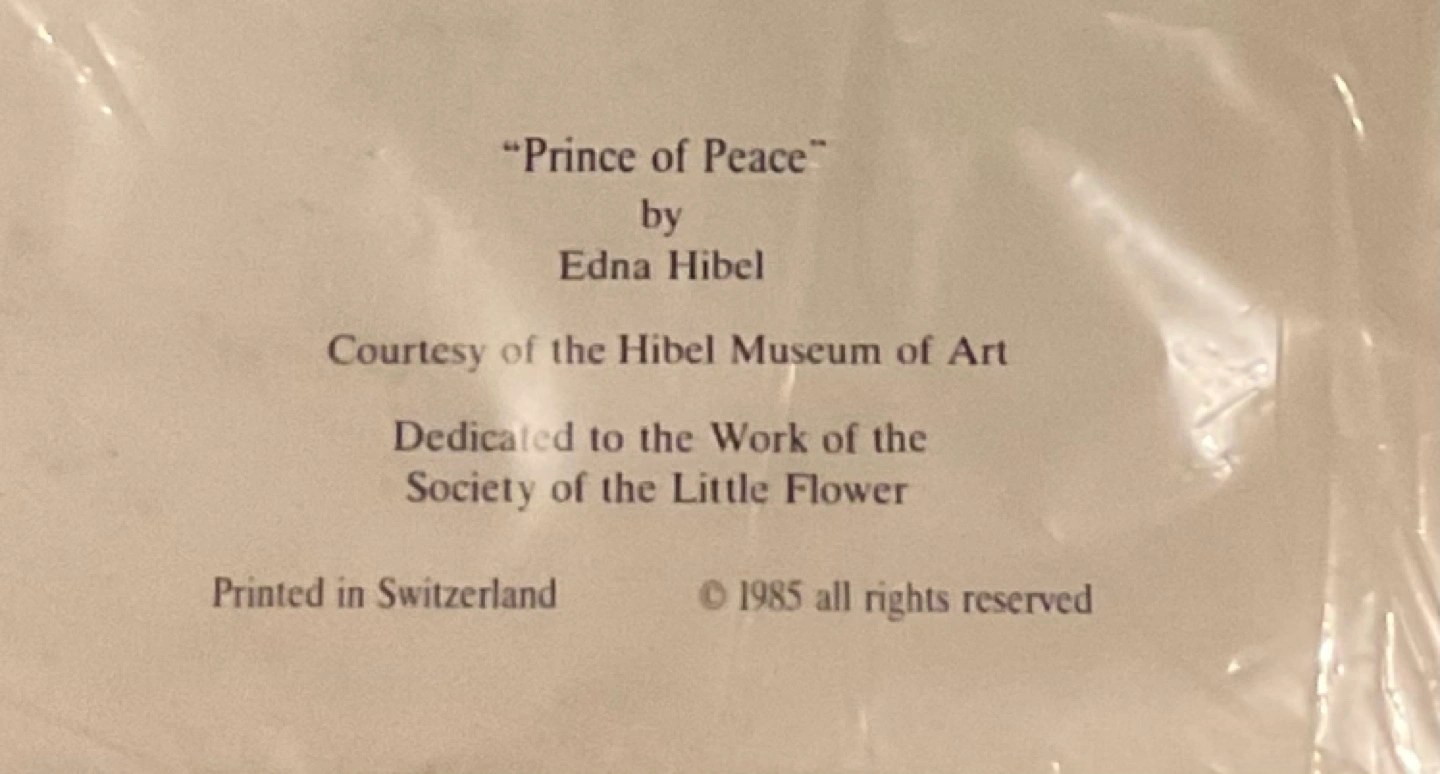 “Prince of Peace”
by
Edna Hibel
Courtesy of the Hibel Museum of Art
Dedicated to the Work of the
Society of the Little Flower
Printed in Switzerland © 1985 all rights reserved